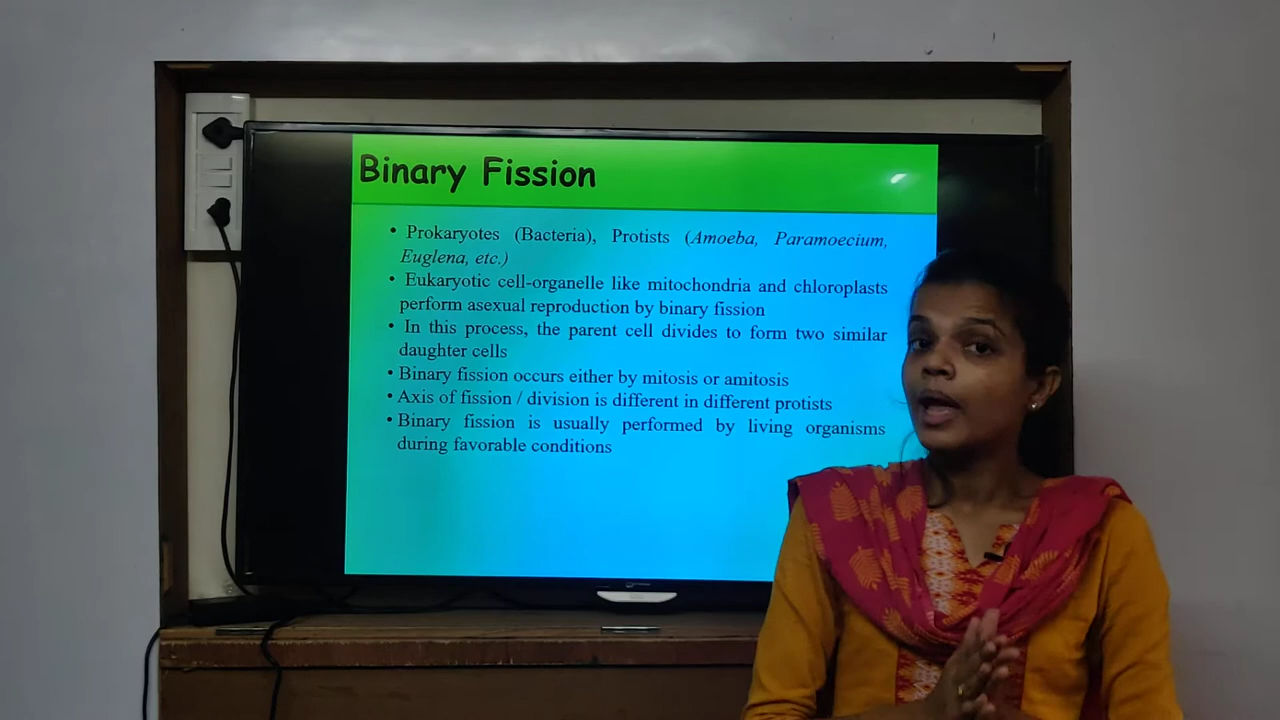 Binary Fission
• Prokaryotes (Bacteria), Protists (Amoeba, Paramoecium,
Euglena, etc.)
• Eukaryotic cell-organelle like mitochondria and chloroplasts
perform asexual reproduction by binary fission
• In this process, the parent cell divides to form two similar
daughter cells
• Binary fission occurs either by mitosis or amitosis
• Axis of fission / division is different in different protists
• Binary fission is usually performed by living organisms
during favorable conditions